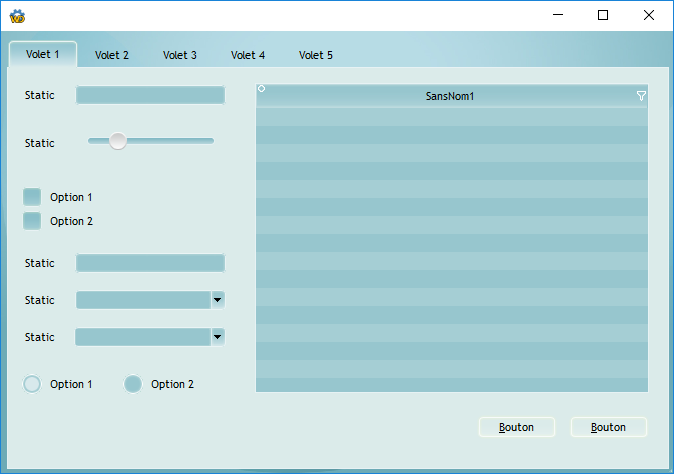 Volet 1 Volet 2 Volet 3 Volet 4 Volet 5
Static
SansNom1
Static
Option 1
Option 2
Static
Static
Static
Option 1 Option 2
Bouton Bouton